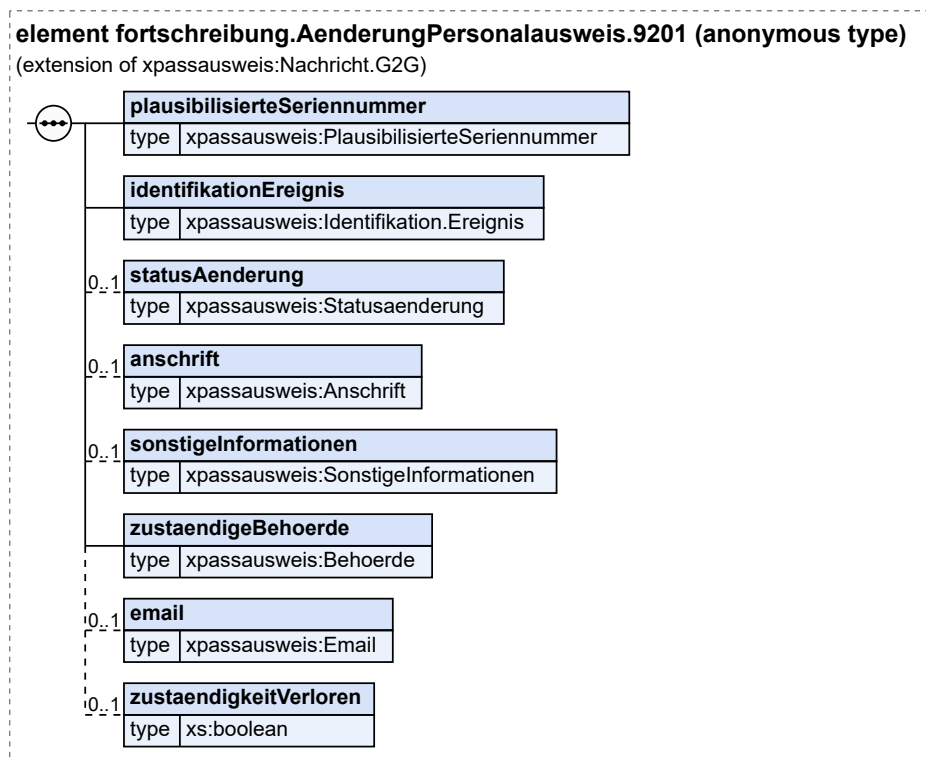 element fortschreibung.AenderungPersonalausweis.9201 (anonymous type)
(extension of xpassausweis:Nachricht.G2G)
plausibilisierteSeriennummer
type xpassausweis:PlausibilisierteSeriennummer
identifikationEreignis
type xpassausweis:Identifikation.Ereignis
0..1 statusAenderung
type xpassausweis:Statusaenderung
0..1 anschrift
type xpassausweis:Anschrift
0..1 sonstigeInformationen
type xpassausweis:SonstigeInformationen
zustaendigeBehoerde
type xpassausweis:Behoerde
0..1 email
type xpassausweis:Email
0..1 zustaendigkeitVerloren
type xs:boolean